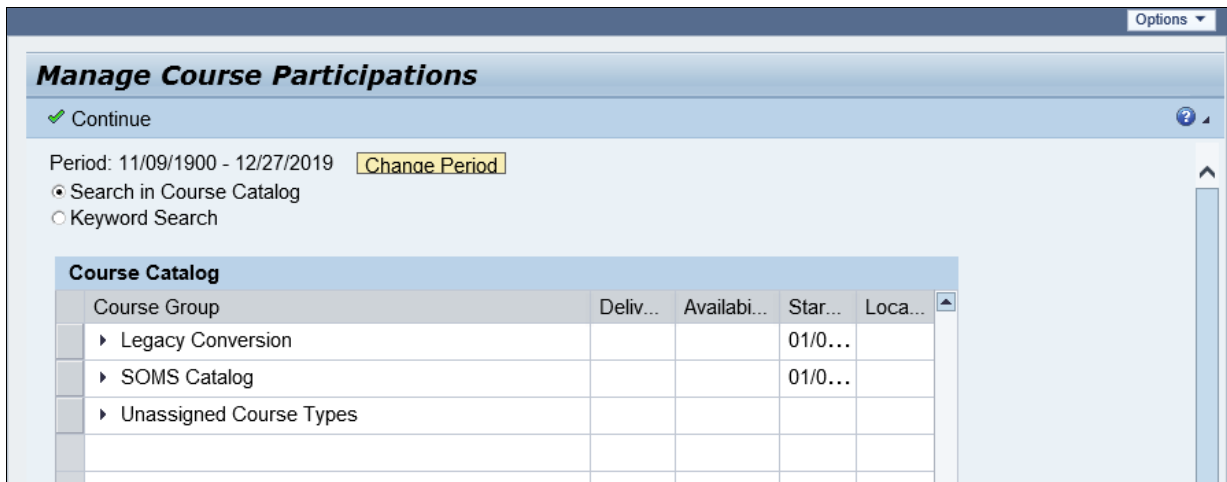 Options
Manage Course Participations
Continue
Period: 11/09/1900 - 12/27/2019 Change Period
Search in Course Catalog
Keyword Search
Course Catalog
Course Group Deliv... Availabi... Star... Loca...
Legacy Conversion 01/0...
SOMS Catalog 01/0...
Unassigned Course Types